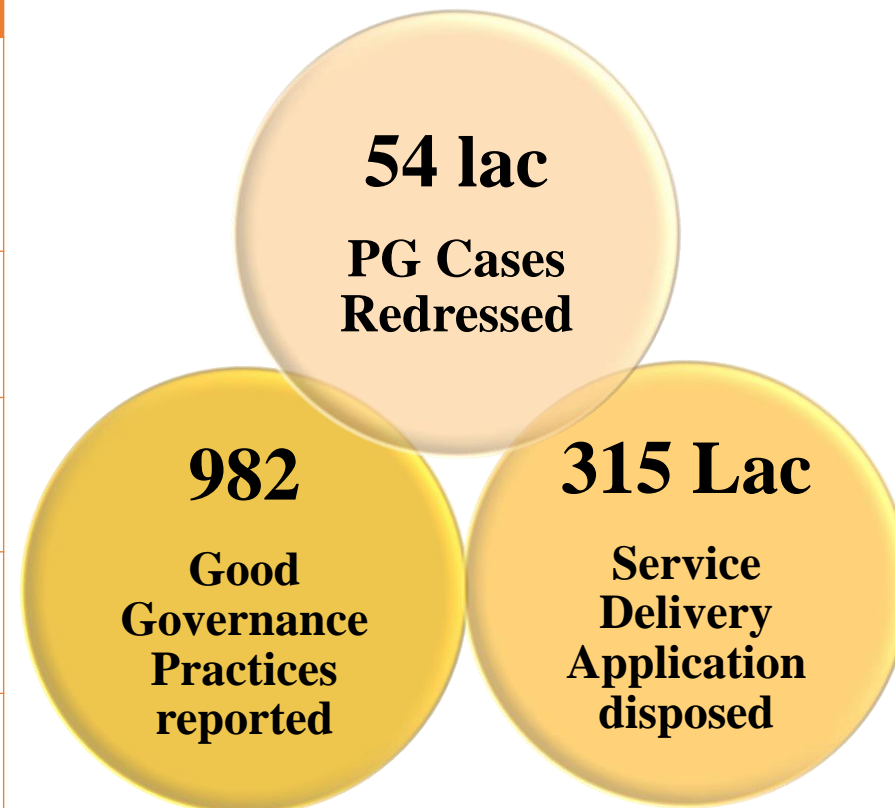 54 lac
PG Cases
Redressed
982
Good
Governance
Practices
reported
315 Lac
Service
Delivery
Application
disposed